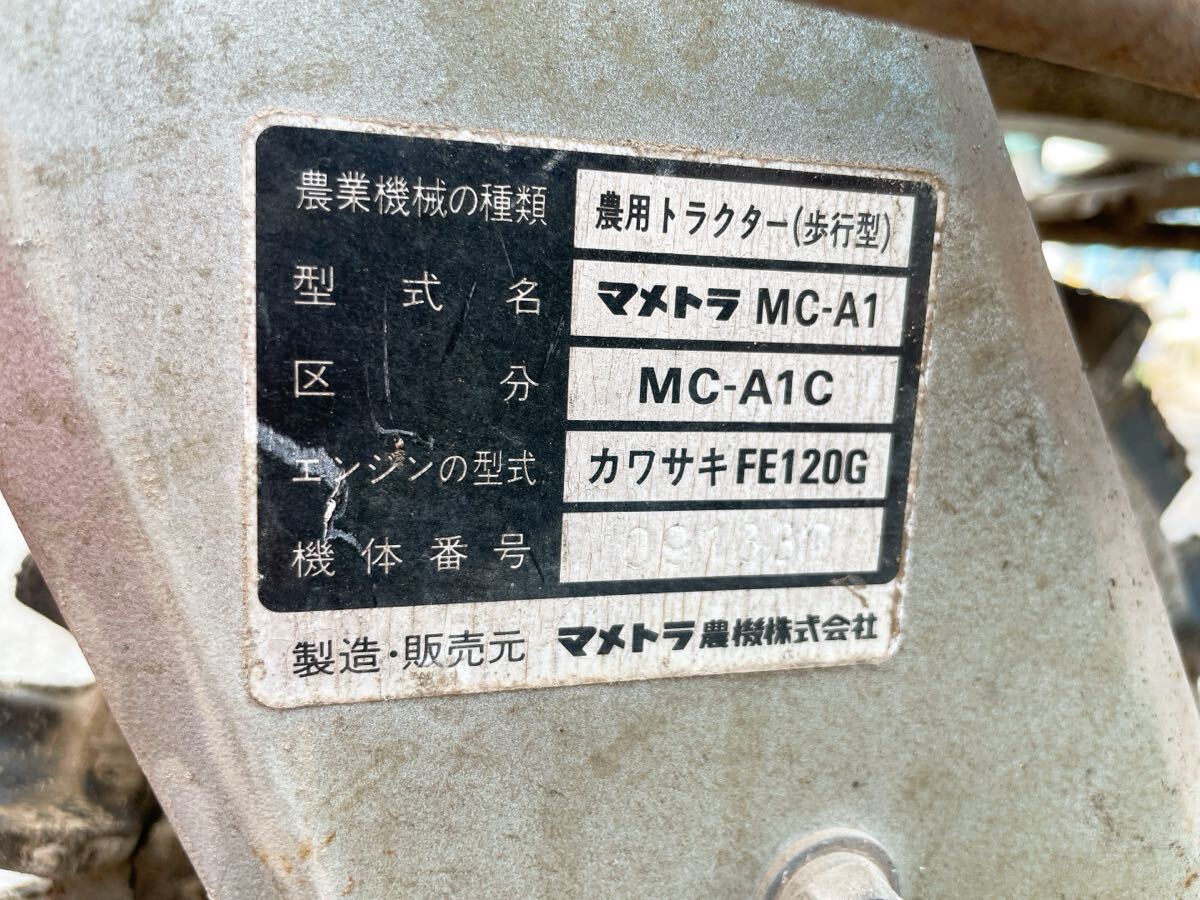 農業機械の種類 農用トラクター(歩行型)
型式名 マメトラ MC-A1
区分 MC-A1C
エンジンの型式 カワサキ FE120G
機体番号
製造・販売元 マメトラ農機株式会社